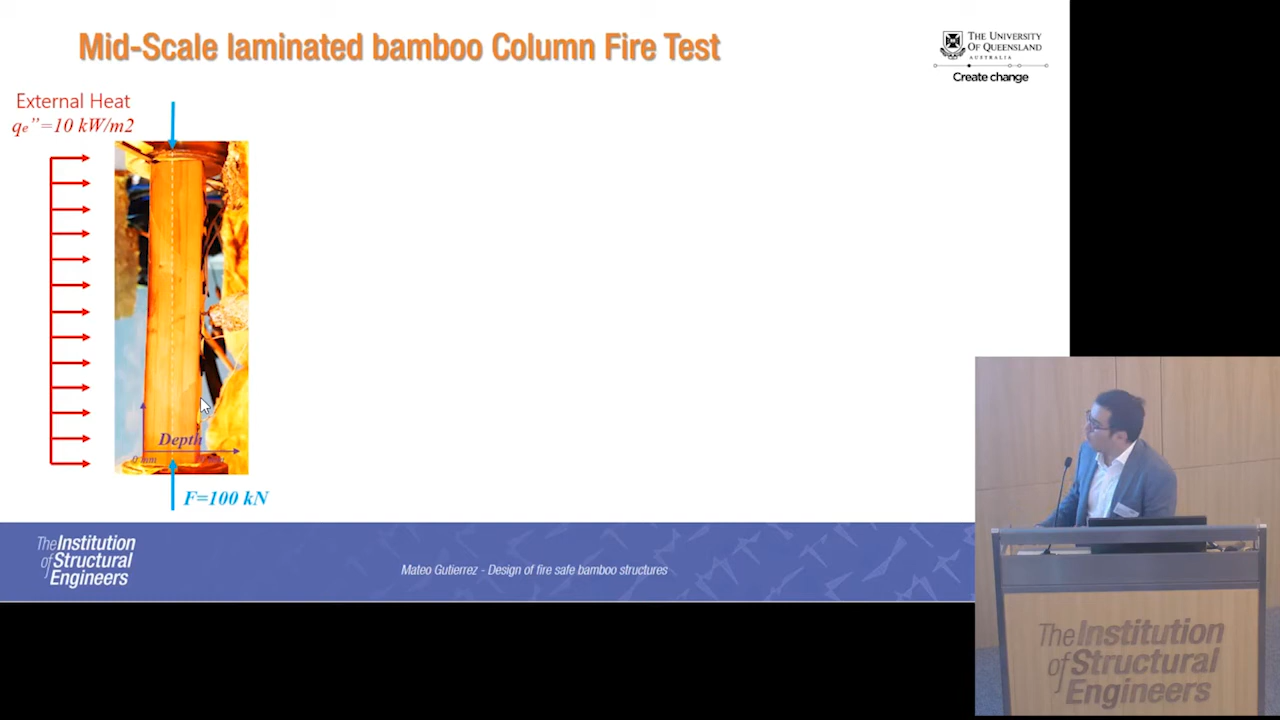 Mid-Scale laminated bamboo Column Fire Test
THE UNIVERSITY
OF QUEENSLAND
AUSTRALIA
Create change
External Heat
qe”=10 kW/m2
Depth
0 mm
F=100 kN
The Institution
of Structural
Engineers
Mateo Gutierrez - Design of fire safe bamboo structures
The Institution
of Structural
Engineers